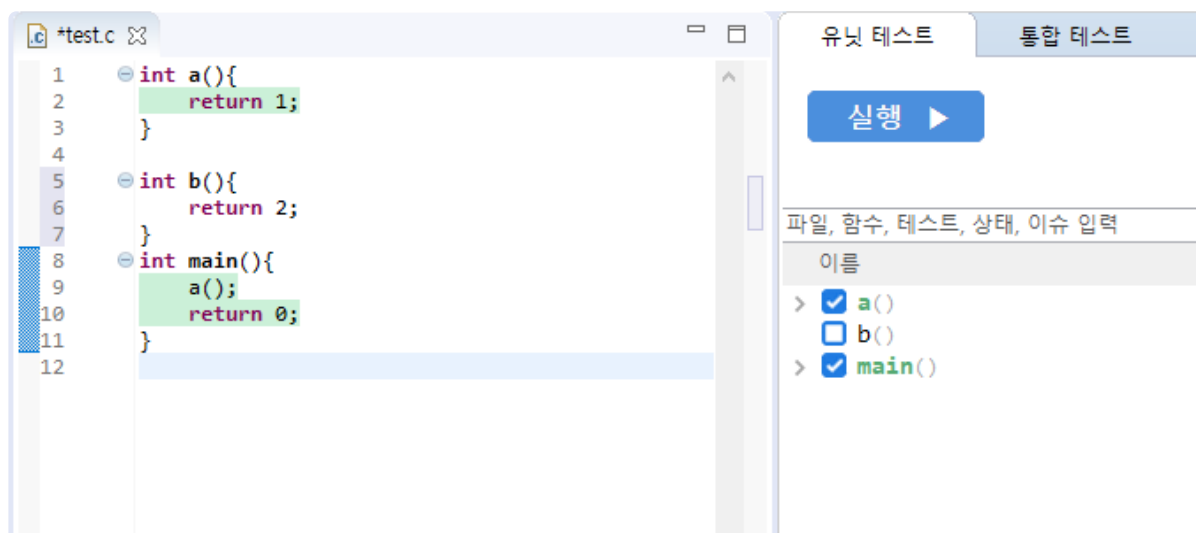 *test.c
1 int a(){
2 return 1;
3 }
4
5 int b(){
6 return 2;
7 }
8 int main(){
9 a();
10 return 0;
11 }
12
유닛 테스트 통합 테스트
실행
파일, 함수, 테스트, 상태, 이슈 입력
이름
a()
b()
main()